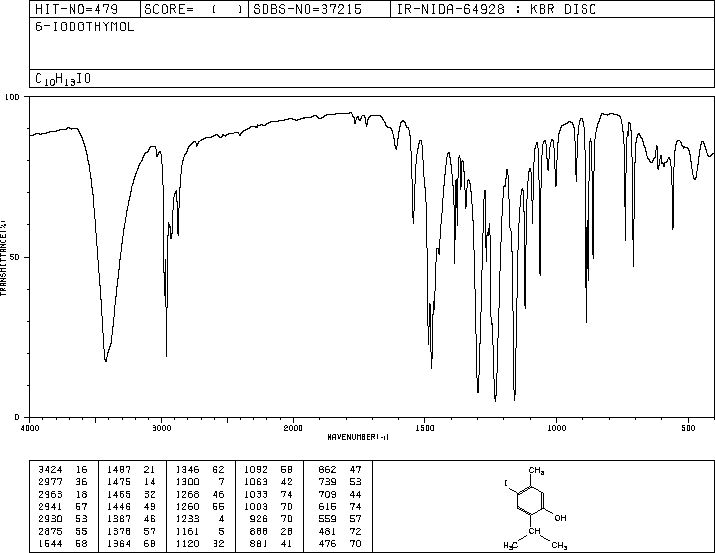 HIT-NO=479 SCORE= ( ) SDBS-NO=37215 IR-NIDA-64928 : KBR DISC
6-IODOTHYMOL
C10H13IO
100
50
0
TRANSMITTANCE(%)
4000 3000 2000 1500 1000 500
WAVENUMBER(-1)
3424 16 1487 21 1346 62 1092 58 862 47
2977 36 1475 14 1300 7 1063 42 739 53
2963 18 1465 32 1268 46 1033 74 709 44
2941 57 1446 49 1260 55 1003 70 615 74
2930 53 1387 46 1233 4 926 70 559 57
2875 55 1378 57 1161 5 888 28 481 72
1544 58 1364 68 1120 32 881 41 476 70
CH3
I
OH
H3C CH3